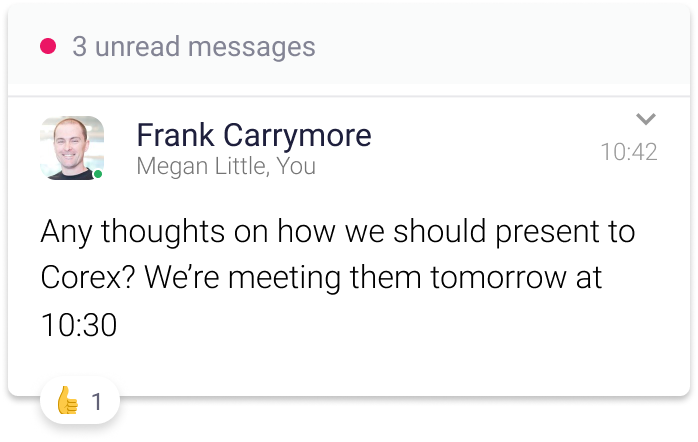 3 unread messages
Frank Carrymore
Megan Little, You
10:42
Any thoughts on how we should present to
Corex? We’re meeting them tomorrow at
10:30
👍 1